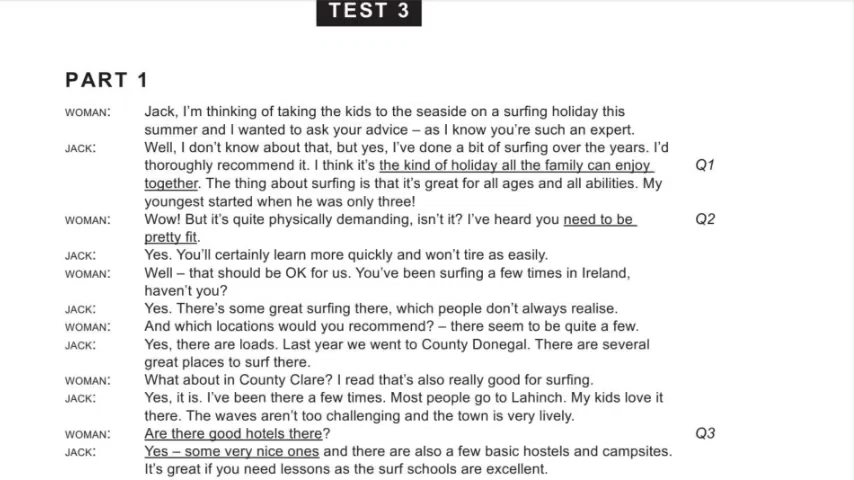 TEST 3
PART 1
WOMAN: Jack, I'm thinking of taking the kids to the seaside on a surfing holiday this
summer and I wanted to ask your advice – as I know you're such an expert.
JACK: Well, I don't know about that, but yes, I've done a bit of surfing over the years. I'd
thoroughly recommend it. I think it's the kind of holiday all the family can enjoy Q1
together. The thing about surfing is that it's great for all ages and all abilities. My
youngest started when he was only three!
WOMAN: Wow! But it's quite physically demanding, isn't it? I've heard you need to be Q2
pretty fit.
JACK: Yes. You'll certainly learn more quickly and won't tire as easily.
WOMAN: Well – that should be OK for us. You've been surfing a few times in Ireland,
haven't you?
JACK: Yes. There's some great surfing there, which people don't always realise.
WOMAN: And which locations would you recommend? – there seem to be quite a few.
JACK: Yes, there are loads. Last year we went to County Donegal. There are several
great places to surf there.
WOMAN: What about in County Clare? I read that's also really good for surfing.
JACK: Yes, it is. I've been there a few times. Most people go to Lahinch. My kids love it
there. The waves aren't too challenging and the town is very lively.
WOMAN: Are there good hotels there? Q3
JACK: Yes – some very nice ones and there are also a few basic hostels and campsites.
It's great if you need lessons as the surf schools are excellent.